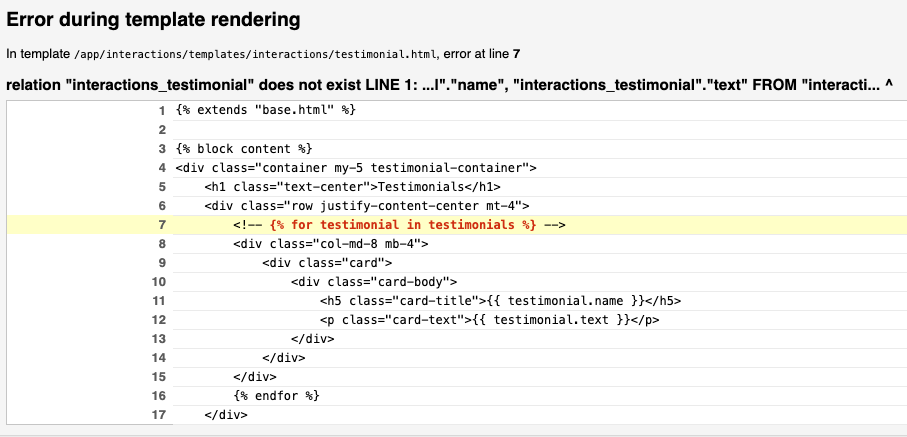 Error during template rendering
In template /app/interactions/templates/interactions/testimonial.html, error at line 7
relation "interactions_testimonial" does not exist LINE 1: ...l"."name", "interactions_testimonial"."text" FROM "interacti... ^
1 {% extends "base.html" %}
2
3 {% block content %}
4 <div class="container my-5 testimonial-container">
5     <h1 class="text-center">Testimonials</h1>
6     <div class="row justify-content-center mt-4">
7         <!-- {% for testimonial in testimonials %} -->
8         <div class="col-md-8 mb-4">
9             <div class="card">
10                 <div class="card-body">
11                     <h5 class="card-title">{{ testimonial.name }}</h5>
12                     <p class="card-text">{{ testimonial.text }}</p>
13                 </div>
14             </div>
15         </div>
16         {% endfor %}
17     </div>